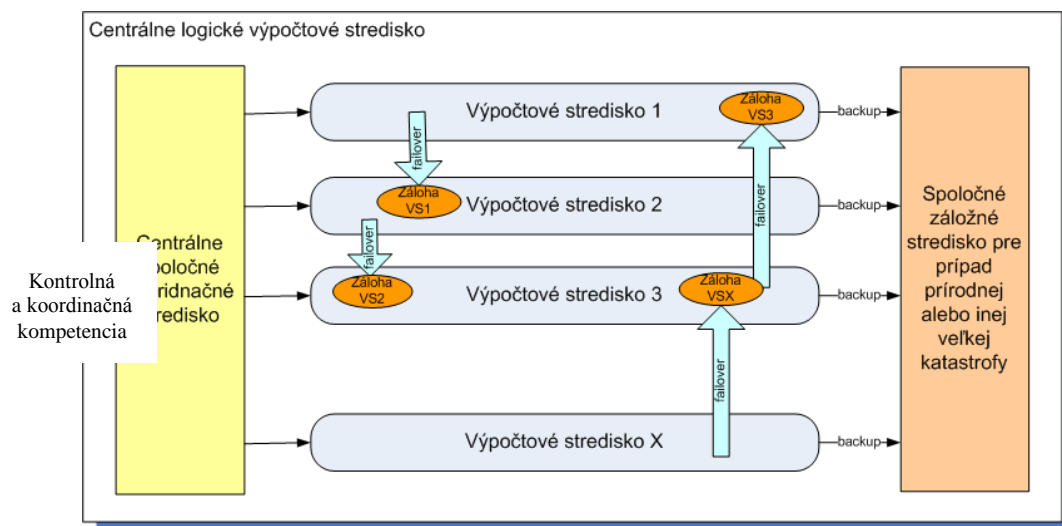 Centrálne logické výpočtové stredisko
Kontrolná
a koordinačná
kompetencia
stredisko
Výpočtové stredisko 1
failover
Záloha
VS3
backup
Záloha
VS1
Výpočtové stredisko 2
failover
failover
backup
Záloha
VS2
Výpočtové stredisko 3
Záloha
VSX
backup
failover
Výpočtové stredisko X
backup
Spoločné
záložné
stredisko pre
prípad
prírodnej
alebo inej
veľkej
katastrofy